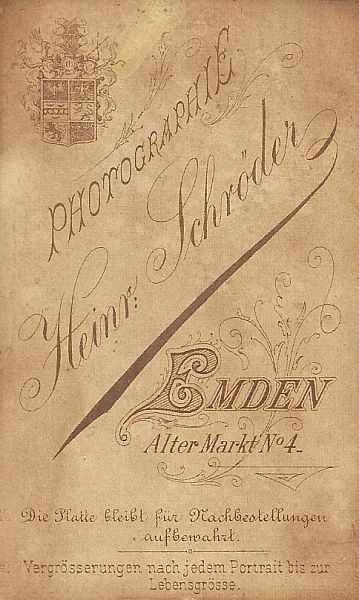 PHOTOGRAPHIE
Heinr. Schröder
EMDEN
Alter Markt No 4.
Die Platte bleibt für Nachbestellungen
aufbewahrt.
Vergrösserungen nach jedem Portrait bis zur
Lebensgrösse.